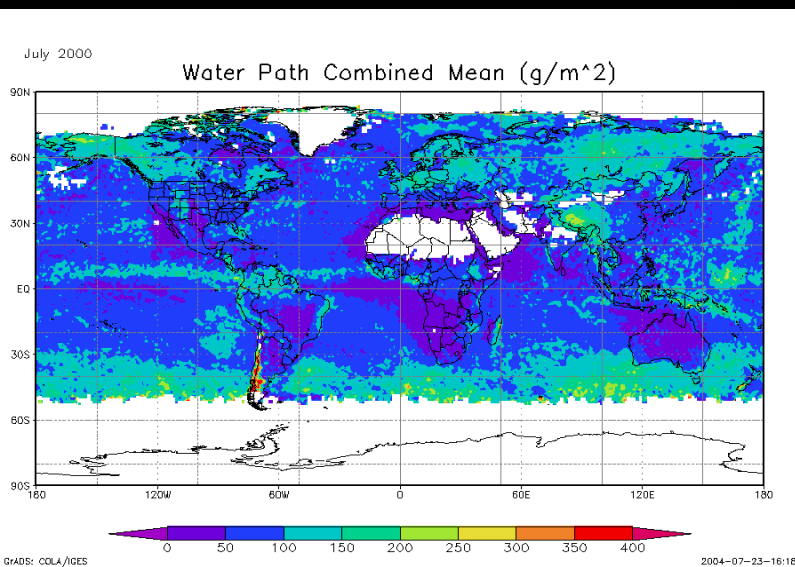 July 2000
Water Path Combined Mean (g/m^2)
90N
60N
30N
EQ
30S
60S
90S
180 120W 60W 0 60E 120E 180
0 50 100 150 200 250 300 350 400
GrADS: COLA/IGES 2004-07-23-16:18